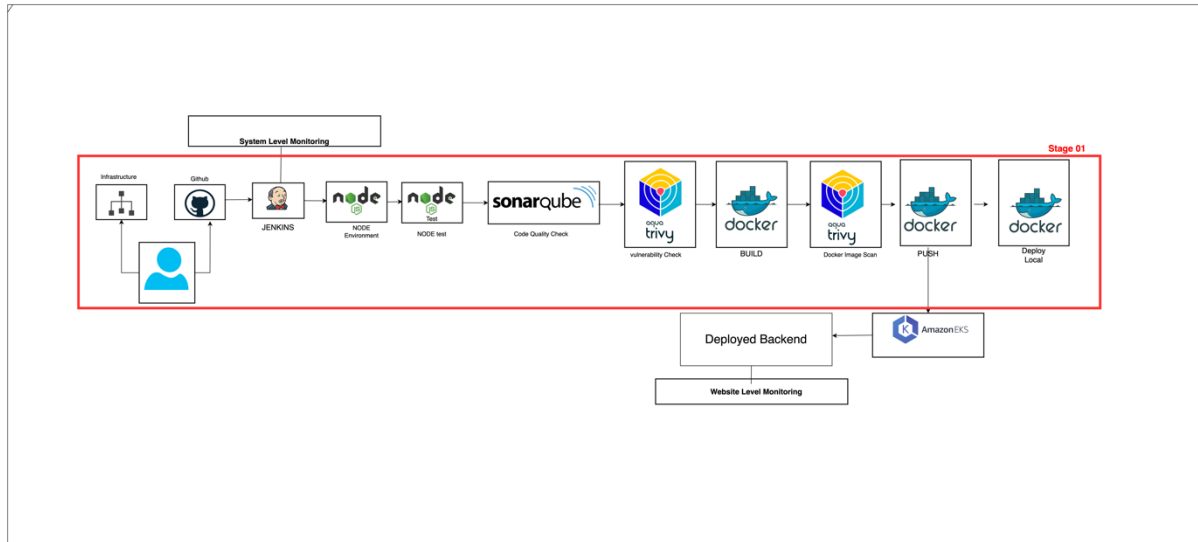 System Level Monitoring
Stage 01
Infrastructure
Github
JENKINS
node
JS
NODE
Environment
node
JS
Test
NODE test
sonarqube
Code Quality Check
aqua
trivy
vulnerability Check
docker
BUILD
aqua
trivy
Docker Image Scan
docker
PUSH
docker
Deploy
Local
Deployed Backend
K
Amazon EKS
Website Level Monitoring